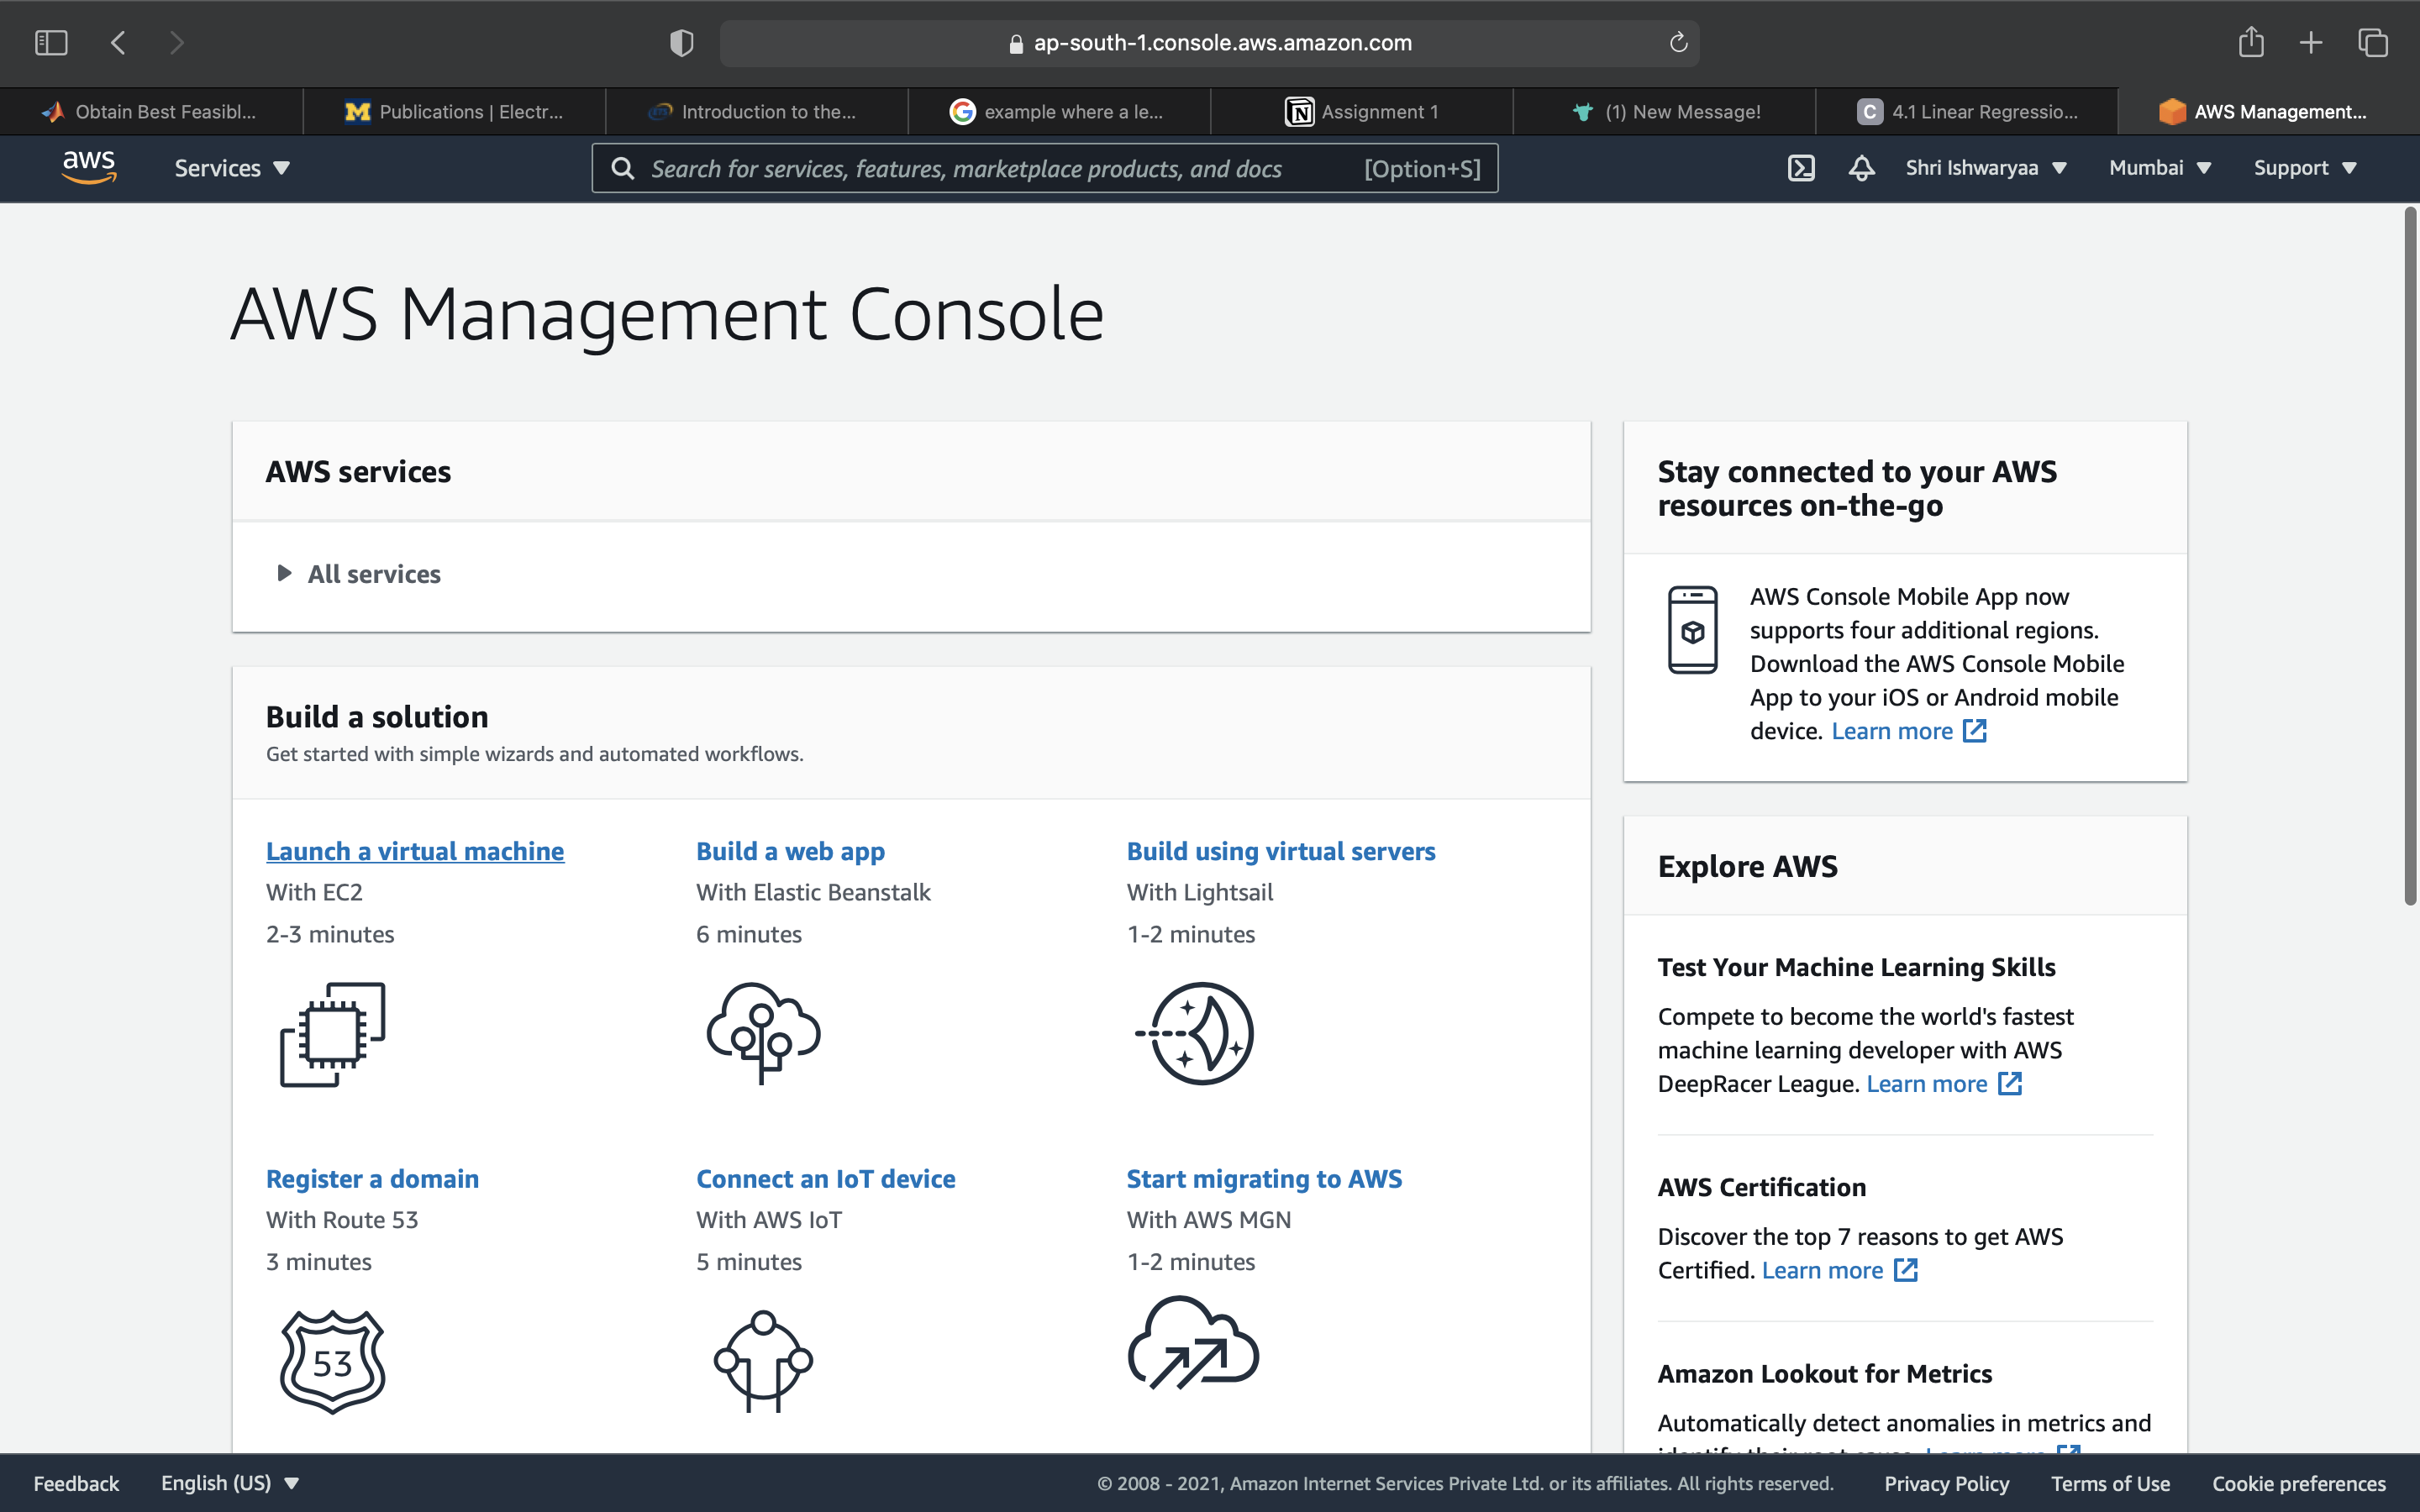 ap-south-1.console.aws.amazon.com
Obtain Best Feasibl...
Publications | Electr...
Introduction to the...
example where a le...
Assignment 1
(1) New Message!
4.1 Linear Regressio...
AWS Management...
aws
Services
Search for services, features, marketplace products, and docs
[Option+S]
Shri Ishwaryaa
Mumbai
Support
AWS Management Console
AWS services
All services
Build a solution
Get started with simple wizards and automated workflows.
Launch a virtual machine
With EC2
2-3 minutes
Build a web app
With Elastic Beanstalk
6 minutes
Build using virtual servers
With Lightsail
1-2 minutes
Register a domain
With Route 53
3 minutes
53
Connect an IoT device
With AWS IoT
5 minutes
Start migrating to AWS
With AWS MGN
1-2 minutes
Stay connected to your AWS
resources on-the-go
AWS Console Mobile App now
supports four additional regions.
Download the AWS Console Mobile
App to your iOS or Android mobile
device. Learn more
Explore AWS
Test Your Machine Learning Skills
Compete to become the world's fastest
machine learning developer with AWS
DeepRacer League. Learn more
AWS Certification
Discover the top 7 reasons to get AWS
Certified. Learn more
Amazon Lookout for Metrics
Automatically detect anomalies in metrics and
identify their root cause. Learn more
Feedback
English (US)
© 2008 - 2021, Amazon Internet Services Private Ltd. or its affiliates. All rights reserved.
Privacy Policy
Terms of Use
Cookie preferences